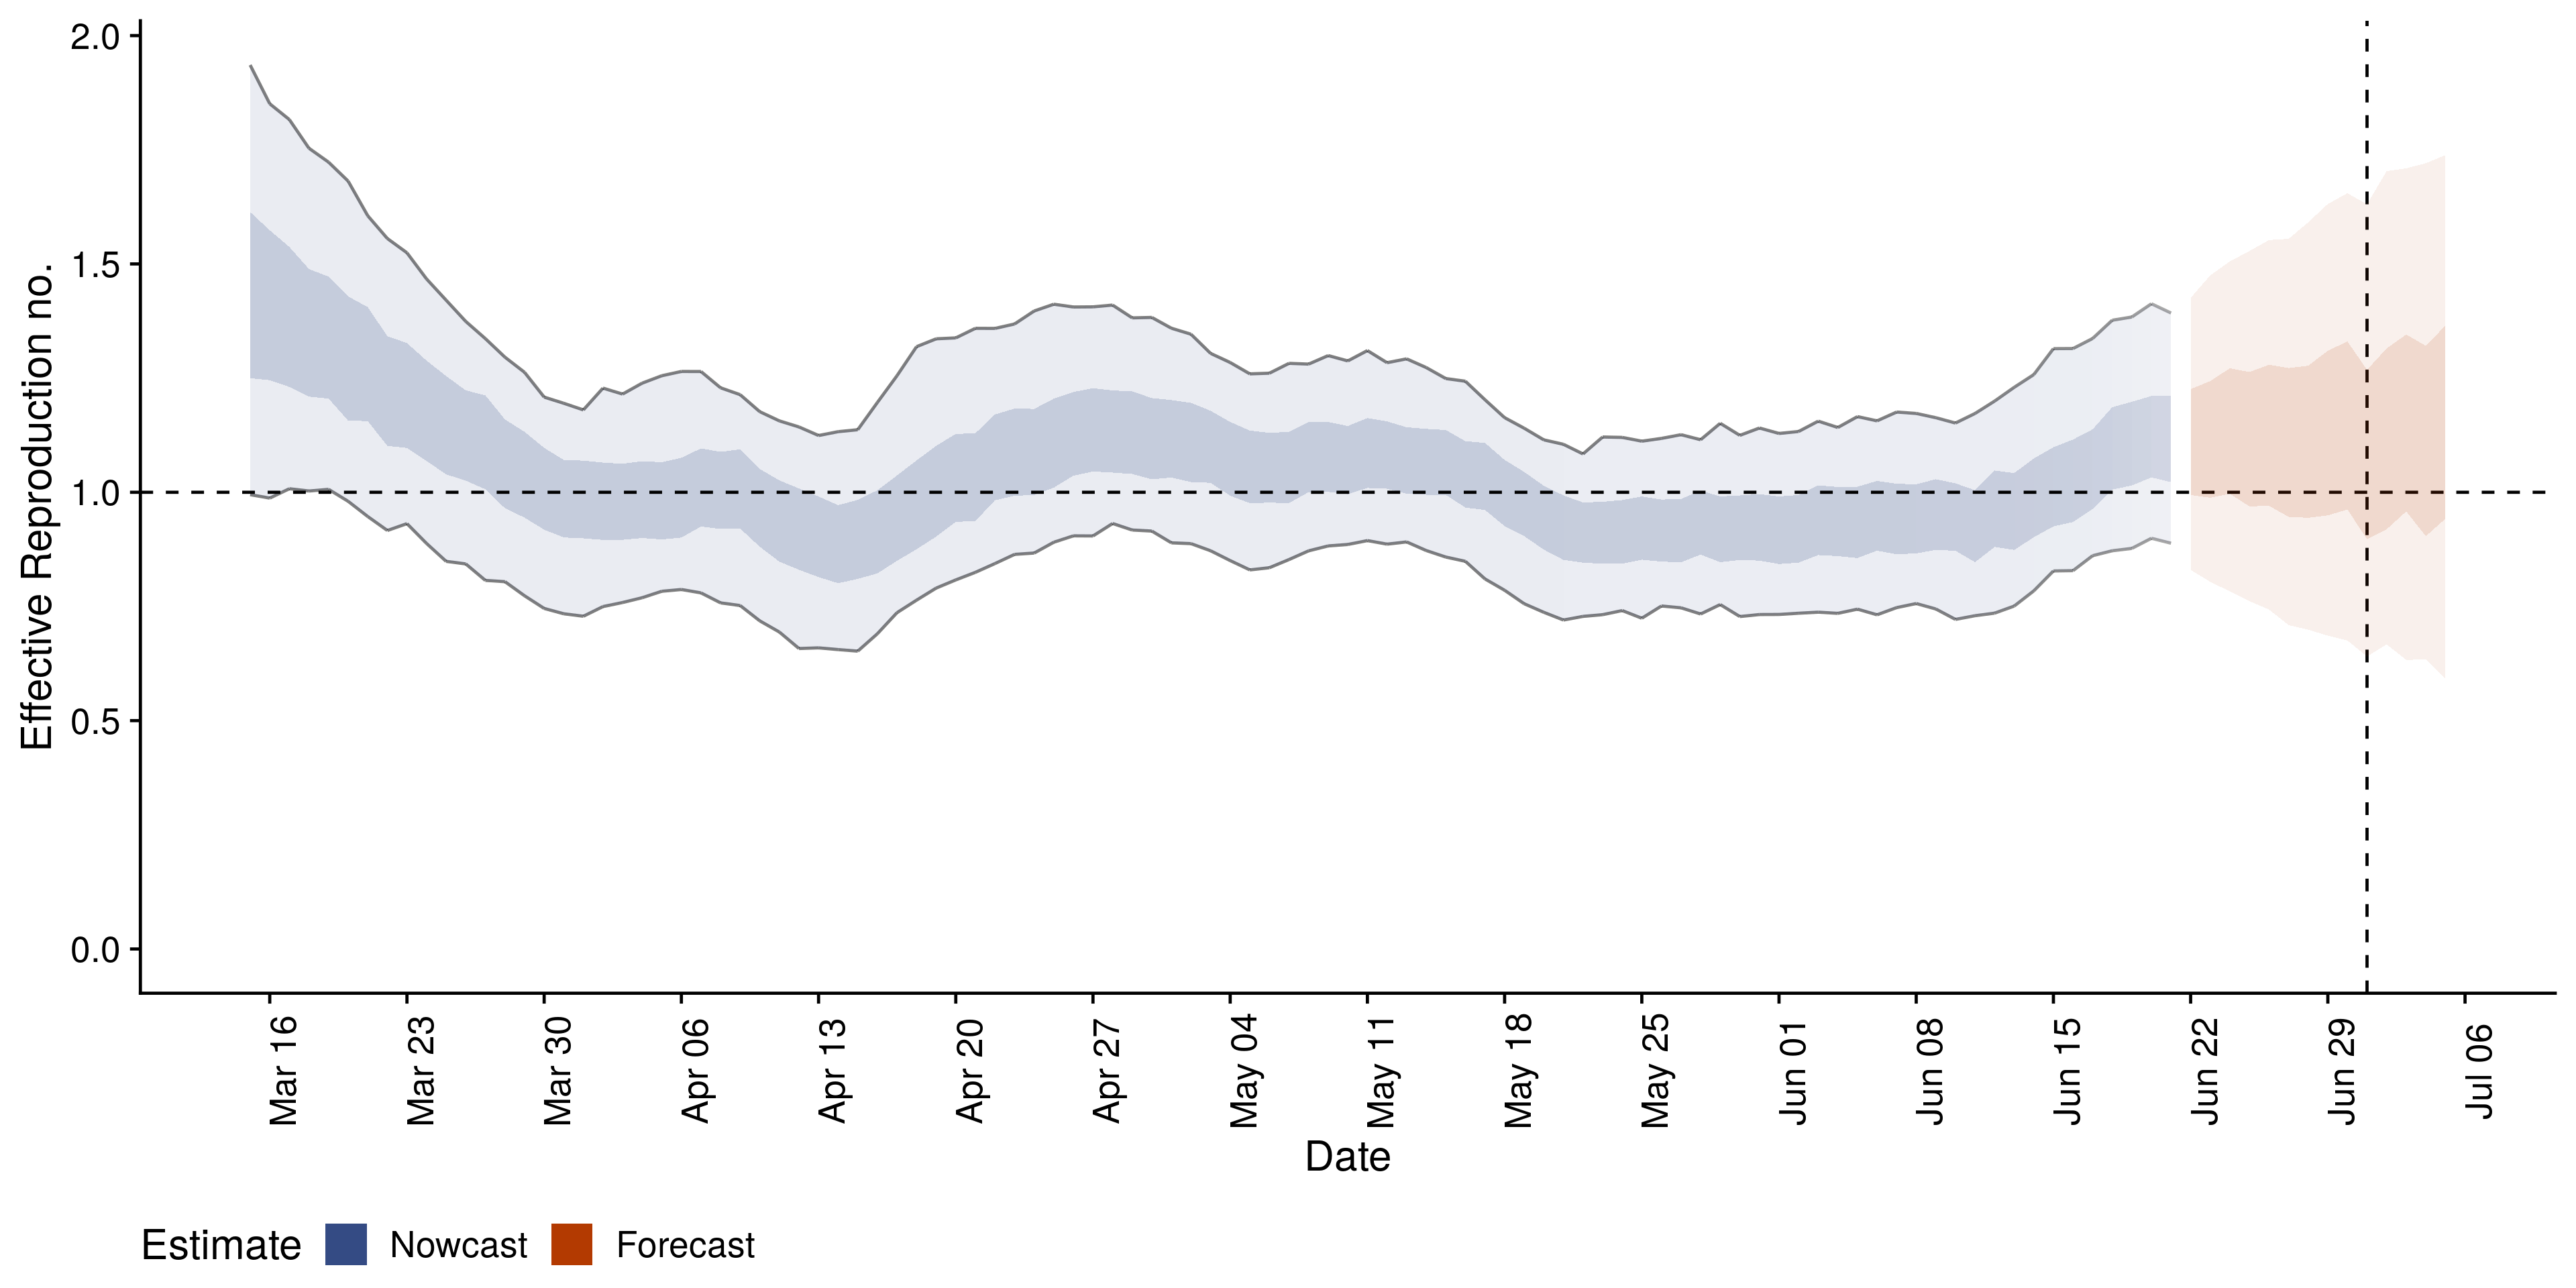 Effective Reproduction no.
2.0
1.5
1.0
0.5
0.0
Mar 16
Mar 23
Mar 30
Apr 06
Apr 13
Apr 20
Apr 27
May 04
May 11
May 18
May 25
Jun 01
Jun 08
Jun 15
Jun 22
Jun 29
Jul 06
Date
Estimate Nowcast Forecast